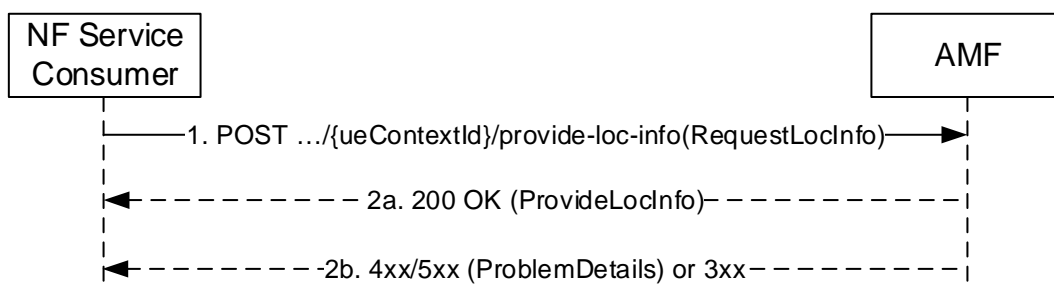 NF Service
Consumer
AMF
1. POST …/{ueContextId}/provide-loc-info(RequestLocInfo)
2a. 200 OK (ProvideLocInfo)
2b. 4xx/5xx (ProblemDetails) or 3xx